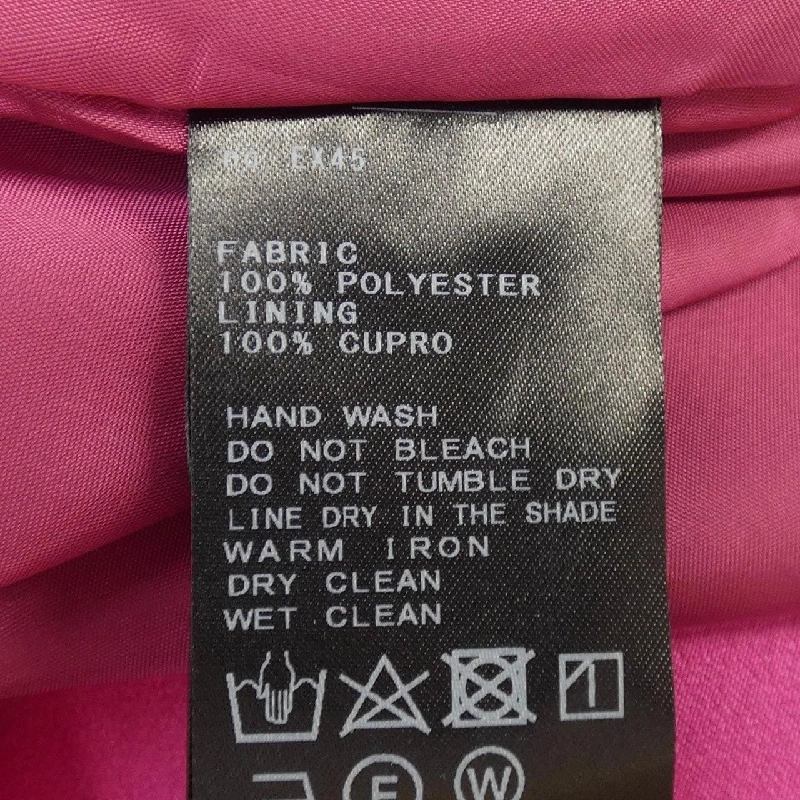 EX45
FABRIC
100% POLYESTER
LINING
100% CUPRO
HAND WASH
DO NOT BLEACH
DO NOT TUMBLE DRY
LINE DRY IN THE SHADE
WARM IRON
DRY CLEAN
WET CLEAN
F W